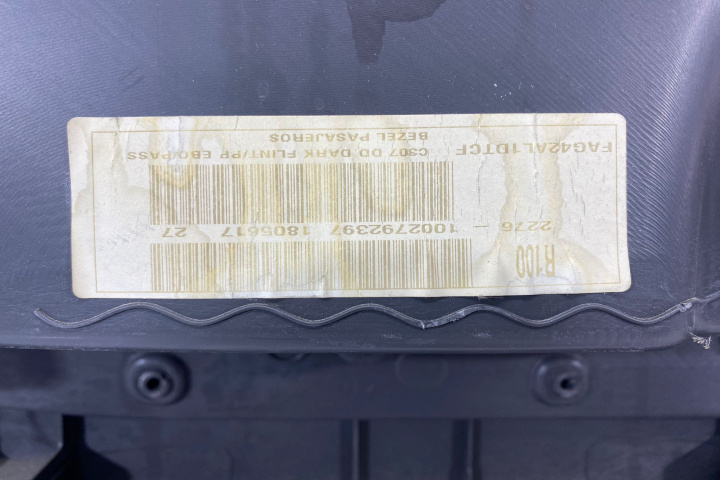 R100
2276 - 1002792397 1805617 27
FAG42AL1DTCF C307 DD DARK FLINT/PP EBO/PASS
BEZEL PASAJEROS